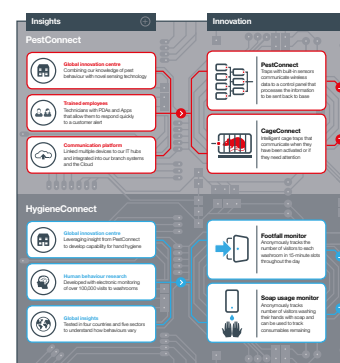 Insights
Innovation
PestConnect
Global innovation centre
Combining our knowledge of pest
behaviour with novel sensing technology
Trained employees
Technicians with PDAs and Apps
that allow them to respond quickly
to a customer alert
Communication platform
Linked multiple devices to our IT hubs
and integrated into our branch systems
and the Cloud
PestConnect
Traps with built-in sensors
communicate wireless
data to a control panel that
processes the information
to be sent back to base
CageConnect
Intelligent cage traps that
communicate when they
have been activated or if
they need attention
HygieneConnect
Global innovation centre
Leveraging insight from PestConnect
to develop capability for hand hygiene
Human behaviour research
Developed with electronic monitoring
of over 100,000 visits to washrooms
Global insights
Tested in four countries and five sectors
to understand how behaviours vary
Footfall monitor
Anonymously tracks the
number of visitors to each
washroom in 15-minute slots
throughout the day
Soap usage monitor
Anonymously tracks the
number of visitors washing
their hands with soap and
can be used to track
consumables remaining